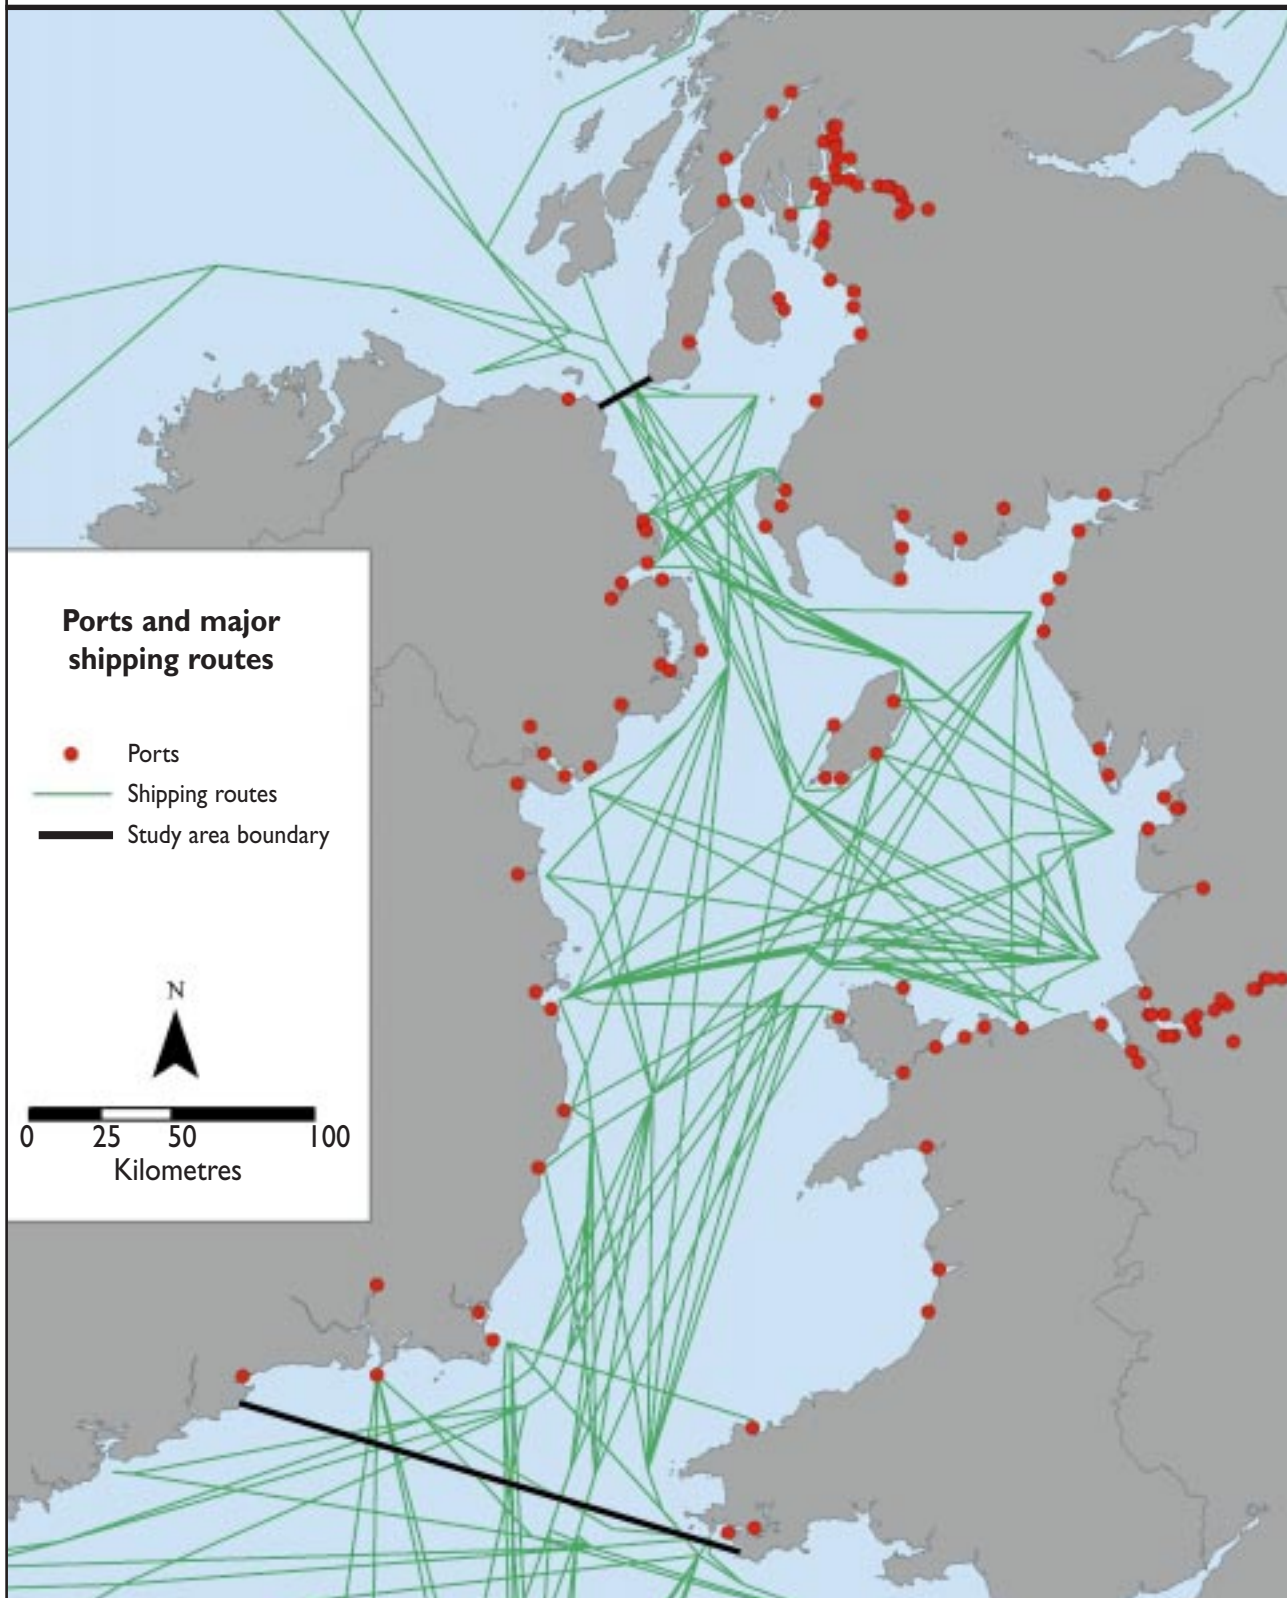 Ports and major
shipping routes
Ports
Shipping routes
Study area boundary
N
0 25 50 100
Kilometres